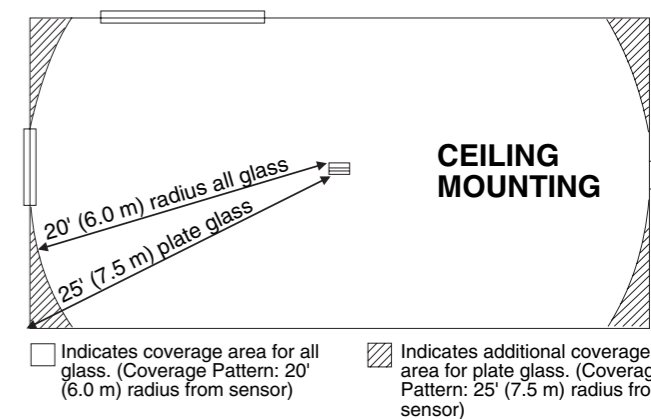 CEILING
MOUNTING
20' (6.0 m) radius all glass
25' (7.5 m) plate glass
Indicates coverage area for all
glass. (Coverage Pattern: 20'
(6.0 m) radius from sensor)
Indicates additional coverage
area for plate glass. (Coverag
Pattern: 25' (7.5 m) radius fro
sensor)